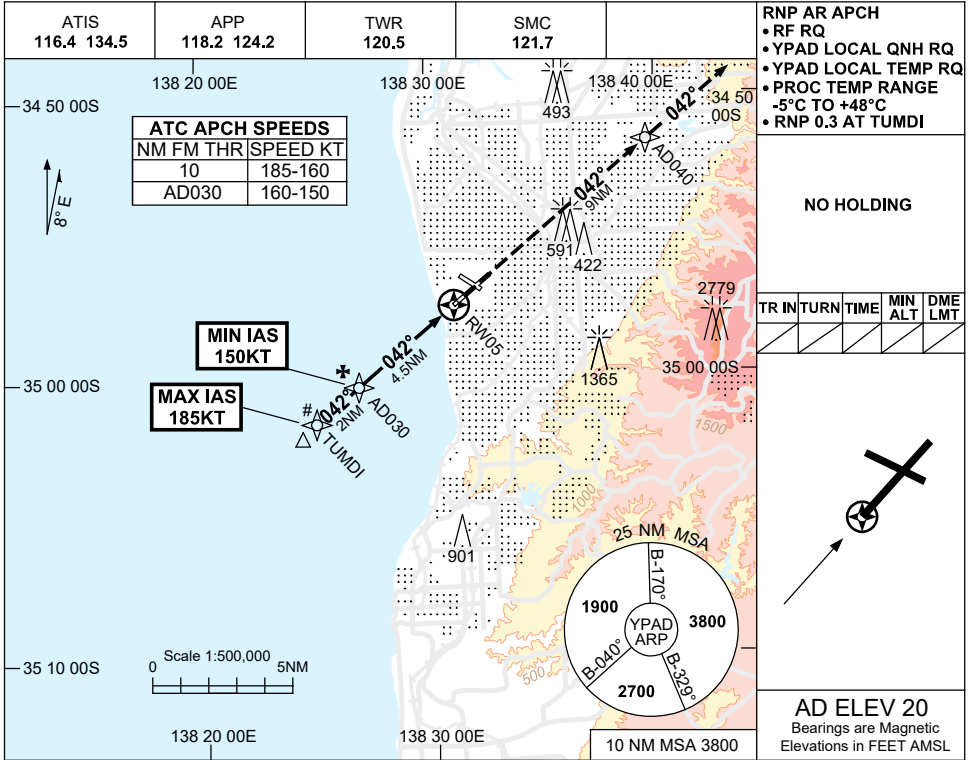 ATIS
116.4 134.5
APP
118.2 124.2
TWR
120.5
SMC
121.7
RNP AR APCH
• RF RQ
• YPAD LOCAL QNH RQ
• YPAD LOCAL TEMP RQ
• PROC TEMP RANGE
-5°C TO +48°C
• RNP 0.3 AT TUMDI
138 20 00E
138 30 00E
138 40 00E
34 50 00S
34 50
00S
ATC APCH SPEEDS
NM FM THR SPEED KT
10 185-160
AD030 160-150
8° E
493
042°
AD040
042°
9NM
591
422
NO HOLDING
2779
TR IN TURN TIME MIN ALT DME LMT
RW05
MIN IAS
150KT
042°
4.5NM
1365
35 00 00S
35 00 00S
MAX IAS
185KT
#
042°
2NM
AD030
TUMDI
1500
1000
901
25 NM MSA
B-170°
1900
YPAD
ARP
3800
B-040°
B-329°
2700
500
35 10 00S
Scale 1:500,000
0 5NM
138 20 00E
138 30 00E
10 NM MSA 3800
AD ELEV 20
Bearings are Magnetic
Elevations in FEET AMSL